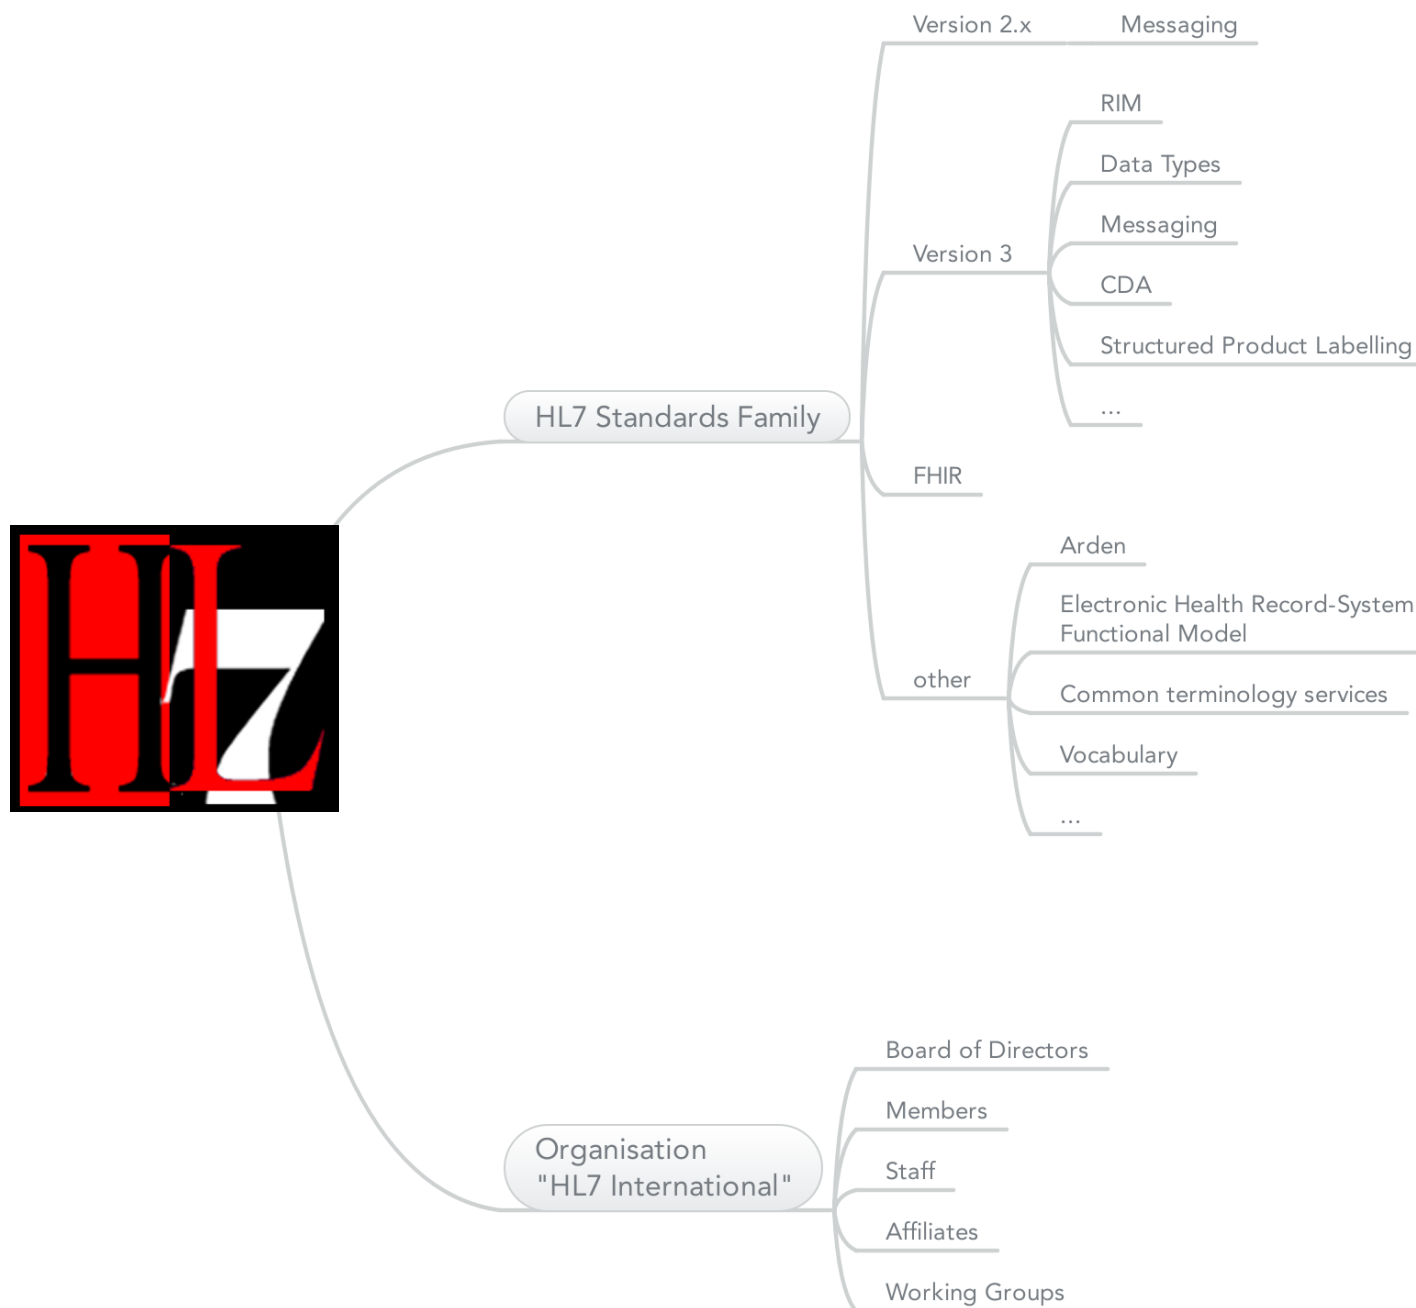 Version 2.x
Messaging
RIM
Data Types
Messaging
Version 3
CDA
Structured Product Labelling
...
HL7 Standards Family
FHIR
Arden
Electronic Health Record-System
Functional Model
other
Common terminology services
Vocabulary
...
HL7
Board of Directors
Members
Organisation
"HL7 International"
Staff
Affiliates
Working Groups